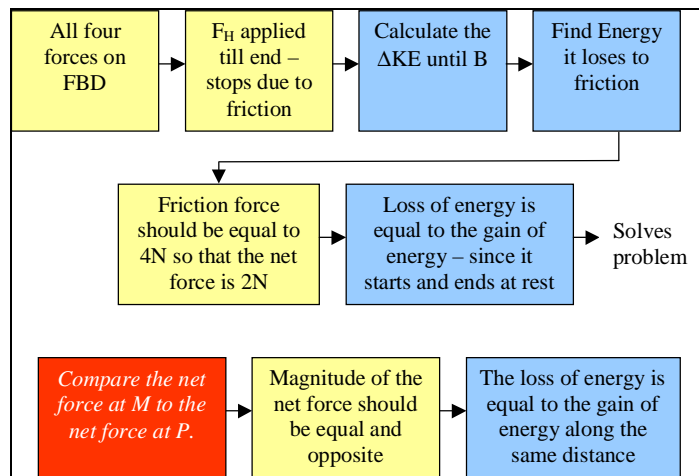 All four
forces on
FBD
F_H applied
till end –
stops due to
friction
Calculate the
ΔKE until B
Find Energy
it loses to
friction
Friction force
should be equal to
4N so that the net
force is 2N
Loss of energy is
equal to the gain of
energy – since it
starts and ends at rest
Solves
problem
Compare the net
force at M to the
net force at P.
Magnitude of the
net force should
be equal and
opposite
The loss of energy is
equal to the gain of
energy along the
same distance